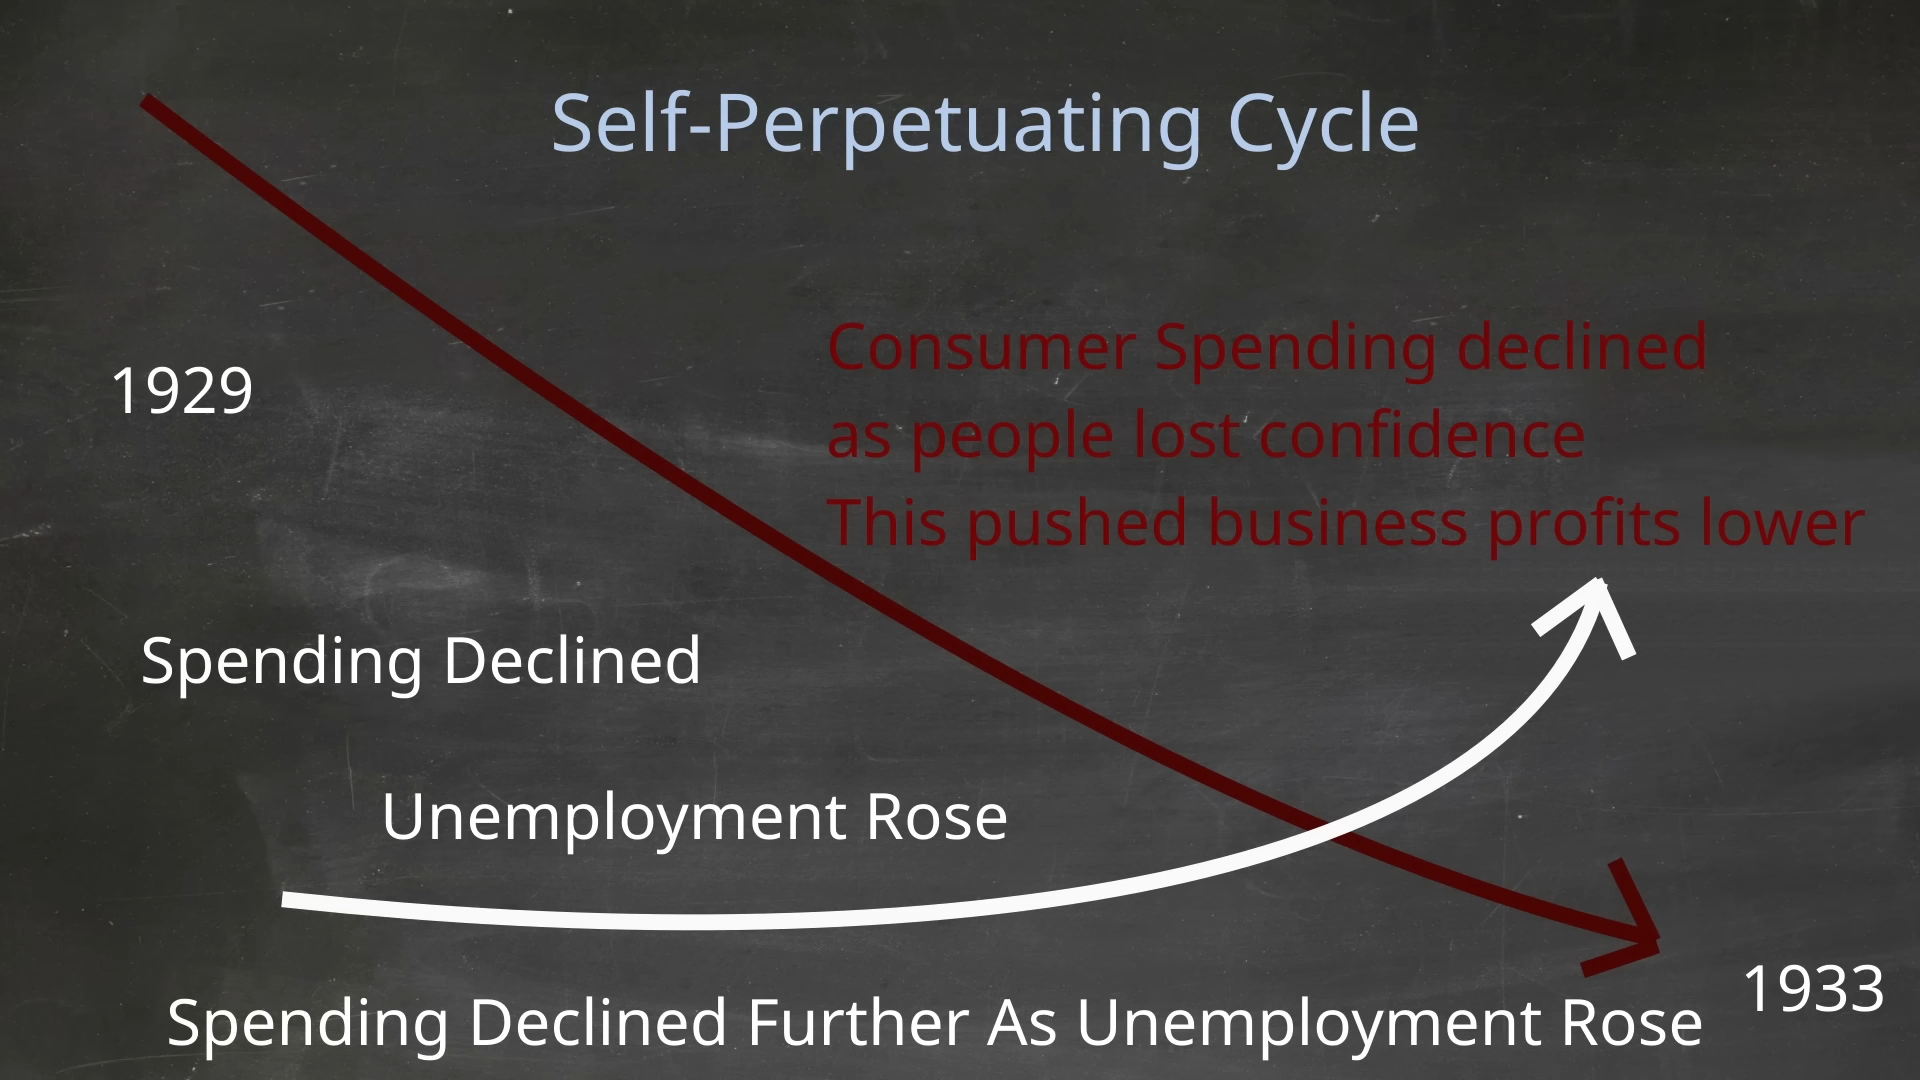 Self-Perpetuating Cycle
Consumer Spending declined
as people lost confidence
This pushed business profits lower
1929
Spending Declined
Unemployment Rose
1933
Spending Declined Further As Unemployment Rose